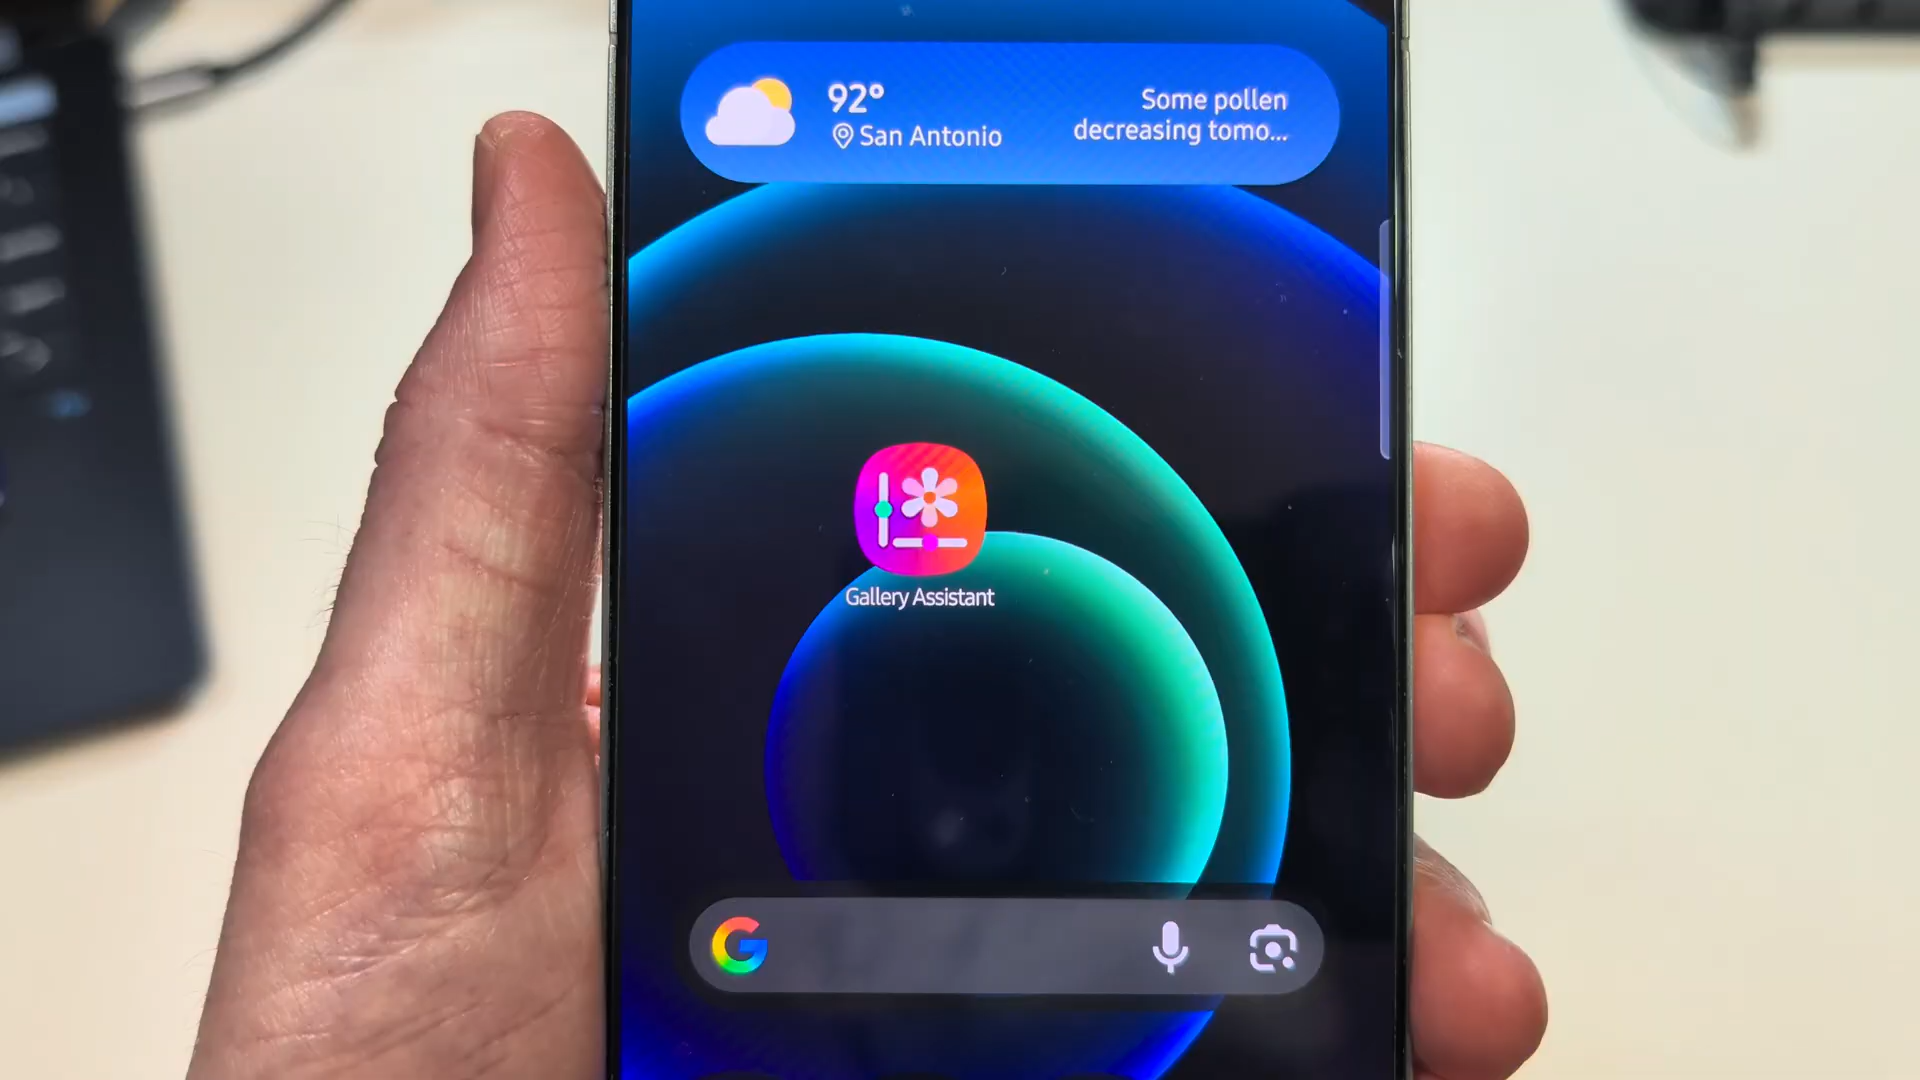 92°
San Antonio
Some pollen
decreasing tomo...
Gallery Assistant